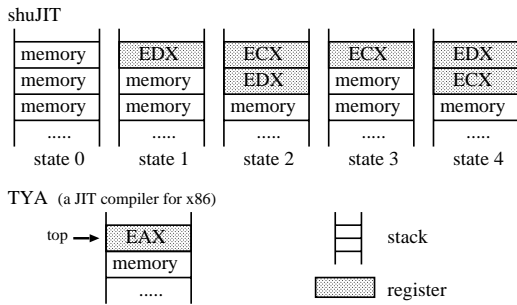 shuJIT
memory EDX ECX ECX EDX
memory memory EDX memory ECX
memory memory memory memory memory
..... ..... ..... ..... .....
state 0 state 1 state 2 state 3 state 4
TYA (a JIT compiler for x86)
top EAX
memory
.....
stack
register